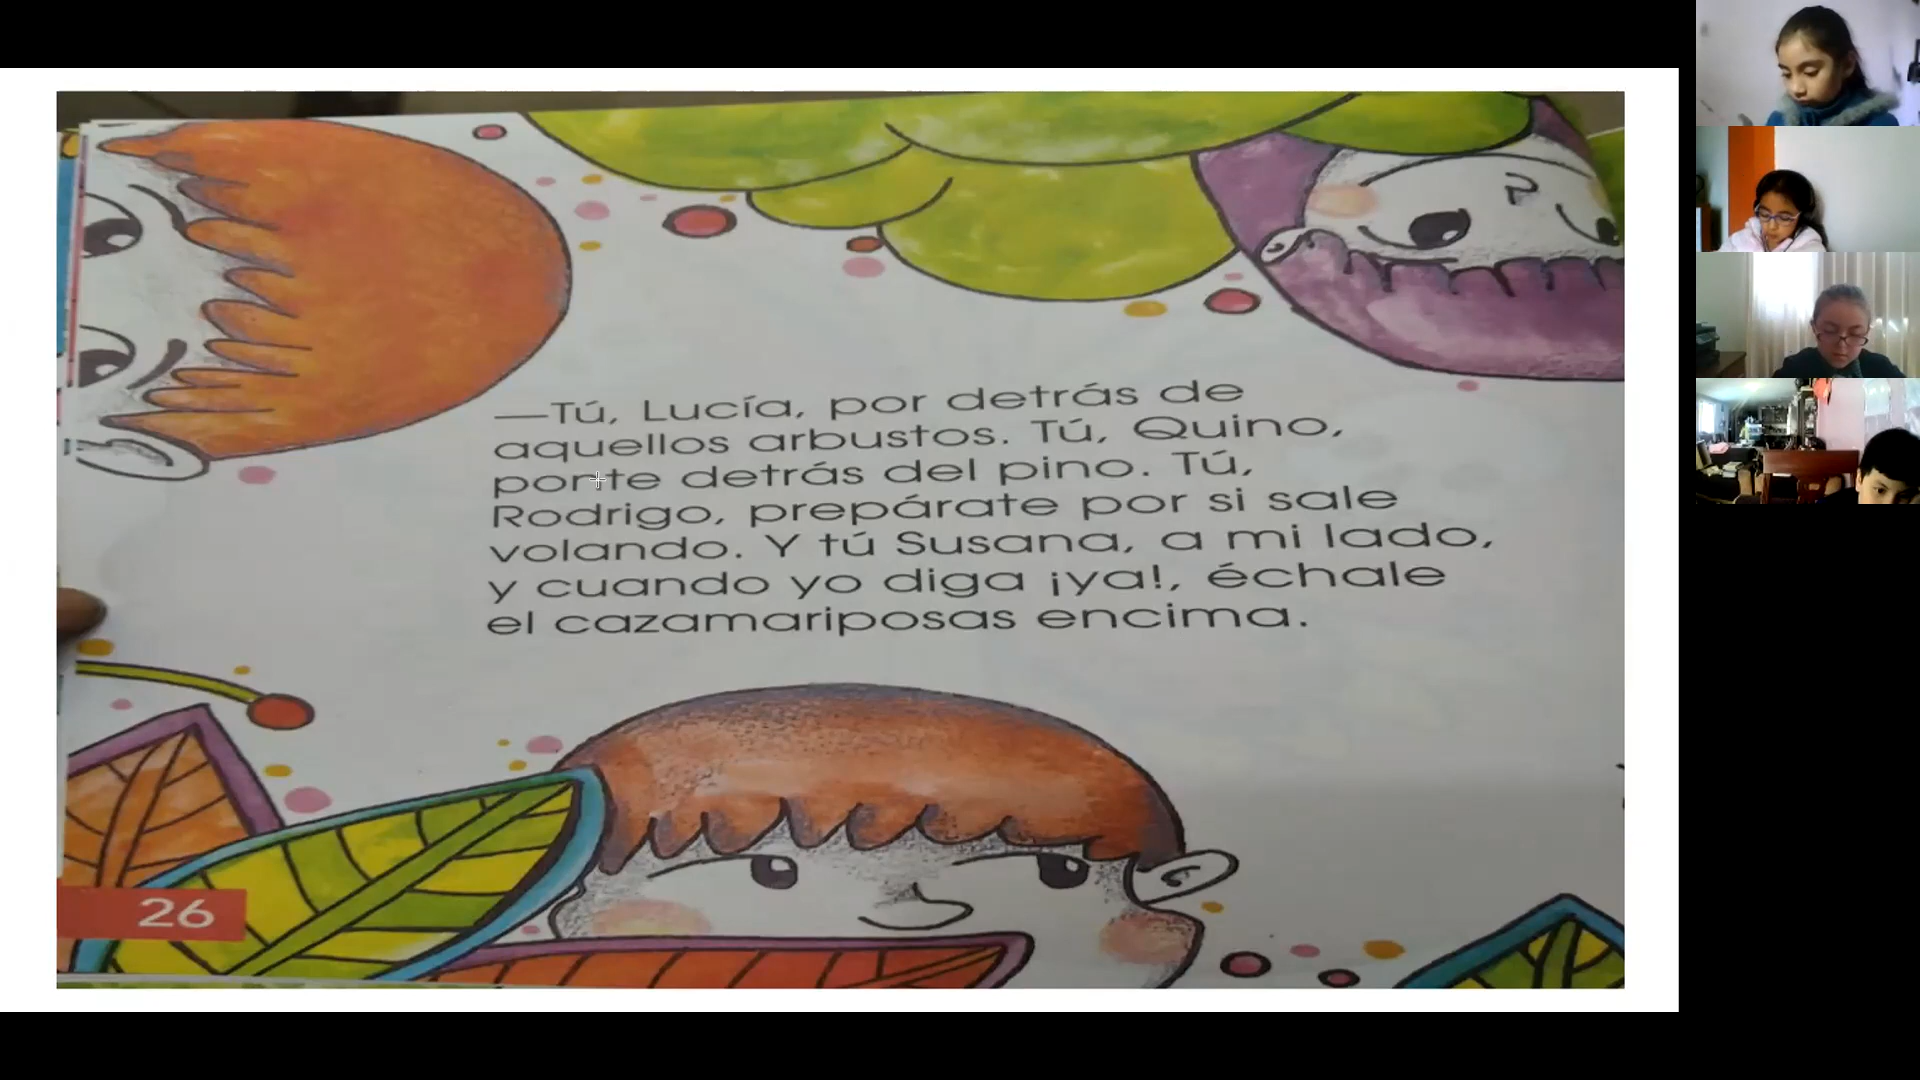 —Tú, Lucía, por detrás de
aquellos arbustos. Tú, Quino,
ponte detrás del pino. Tú,
Rodrigo, prepárate por si sale
volando. Y tú Susana, a mi lado,
y cuando yo diga ¡ya!, échale
el cazamariposas encima.
26